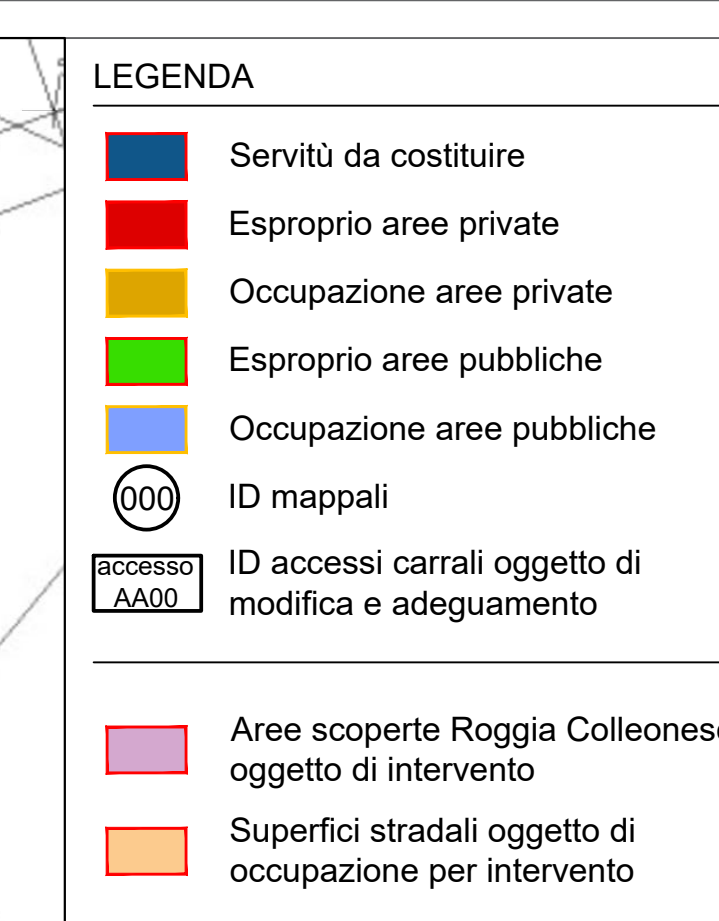 LEGENDA
Servitù da costituire
Esproprio aree private
Occupazione aree private
Esproprio aree pubbliche
Occupazione aree pubbliche
000
ID mappali
accesso
AA00
ID accessi carrali oggetto di
modifica e adeguamento
Aree scoperte Roggia Colleonese
oggetto di intervento
Superfici stradali oggetto di
occupazione per intervento